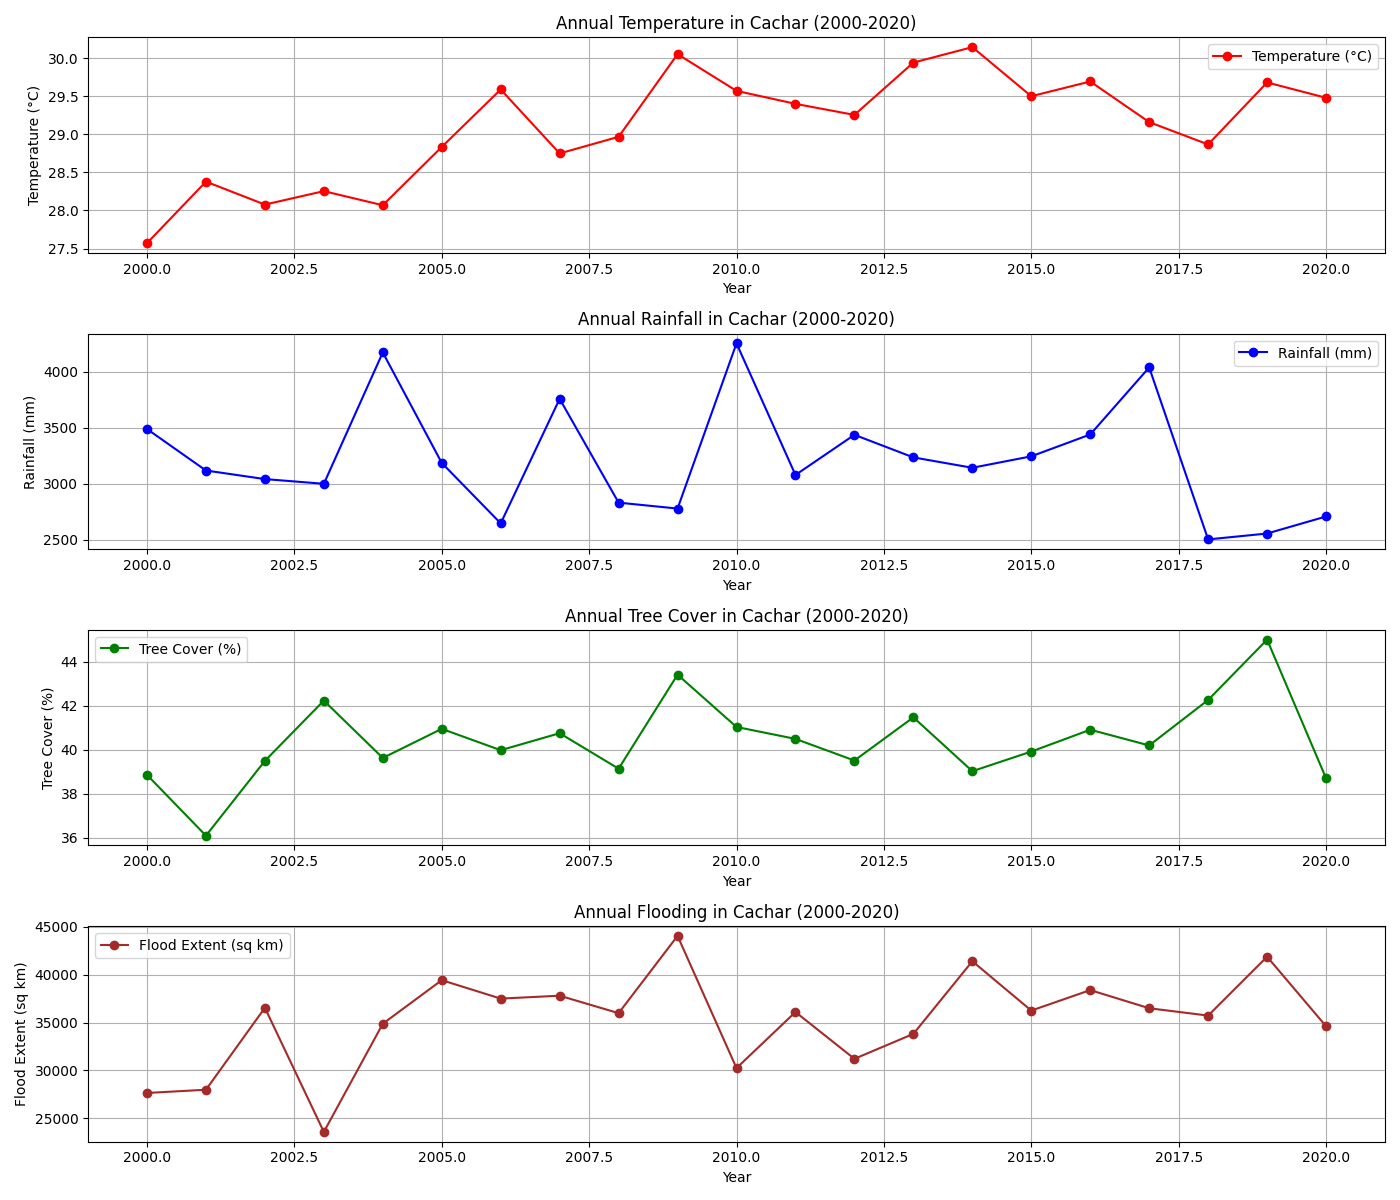 Annual Temperature in Cachar (2000-2020)
Temperature (°C)
Temperature (°C)
30.0
29.5
29.0
28.5
28.0
27.5
2000.0 2002.5 2005.0 2007.5 2010.0 2012.5 2015.0 2017.5 2020.0
Year
Annual Rainfall in Cachar (2000-2020)
Rainfall (mm)
Rainfall (mm)
4000
3500
3000
2500
2000.0 2002.5 2005.0 2007.5 2010.0 2012.5 2015.0 2017.5 2020.0
Year
Annual Tree Cover in Cachar (2000-2020)
Tree Cover (%)
Tree Cover (%)
44
42
40
38
36
2000.0 2002.5 2005.0 2007.5 2010.0 2012.5 2015.0 2017.5 2020.0
Year
Annual Flooding in Cachar (2000-2020)
Flood Extent (sq km)
Flood Extent (sq km)
45000
40000
35000
30000
25000
2000.0 2002.5 2005.0 2007.5 2010.0 2012.5 2015.0 2017.5 2020.0
Year